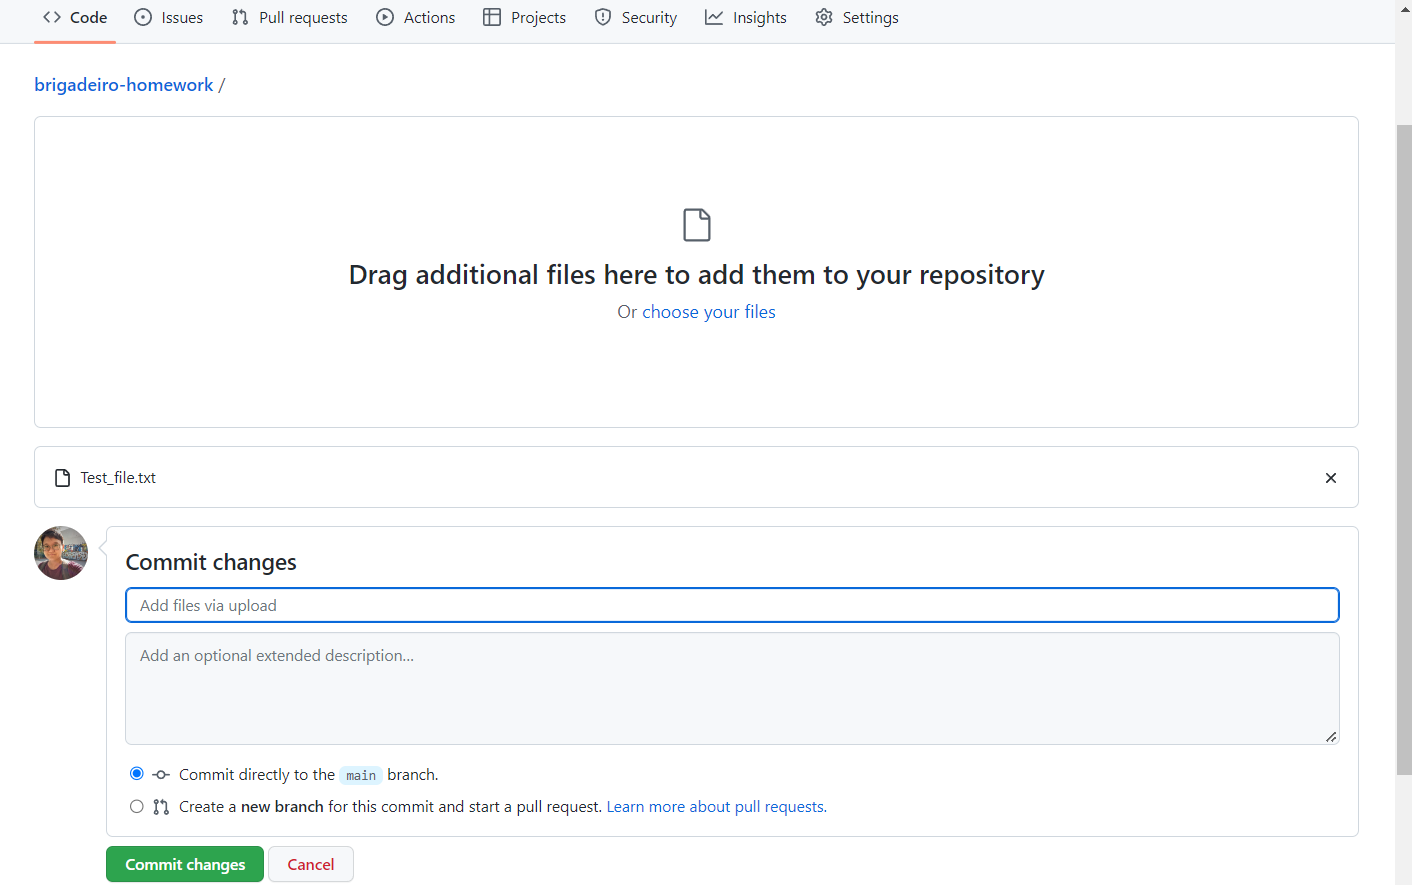 Code Issues Pull requests Actions Projects Security Insights Settings
brigadeiro-homework /
Drag additional files here to add them to your repository
Or choose your files
Test_file.txt
Commit changes
Add files via upload
Add an optional extended description...
Commit directly to the main branch.
Create a new branch for this commit and start a pull request. Learn more about pull requests.
Commit changes Cancel